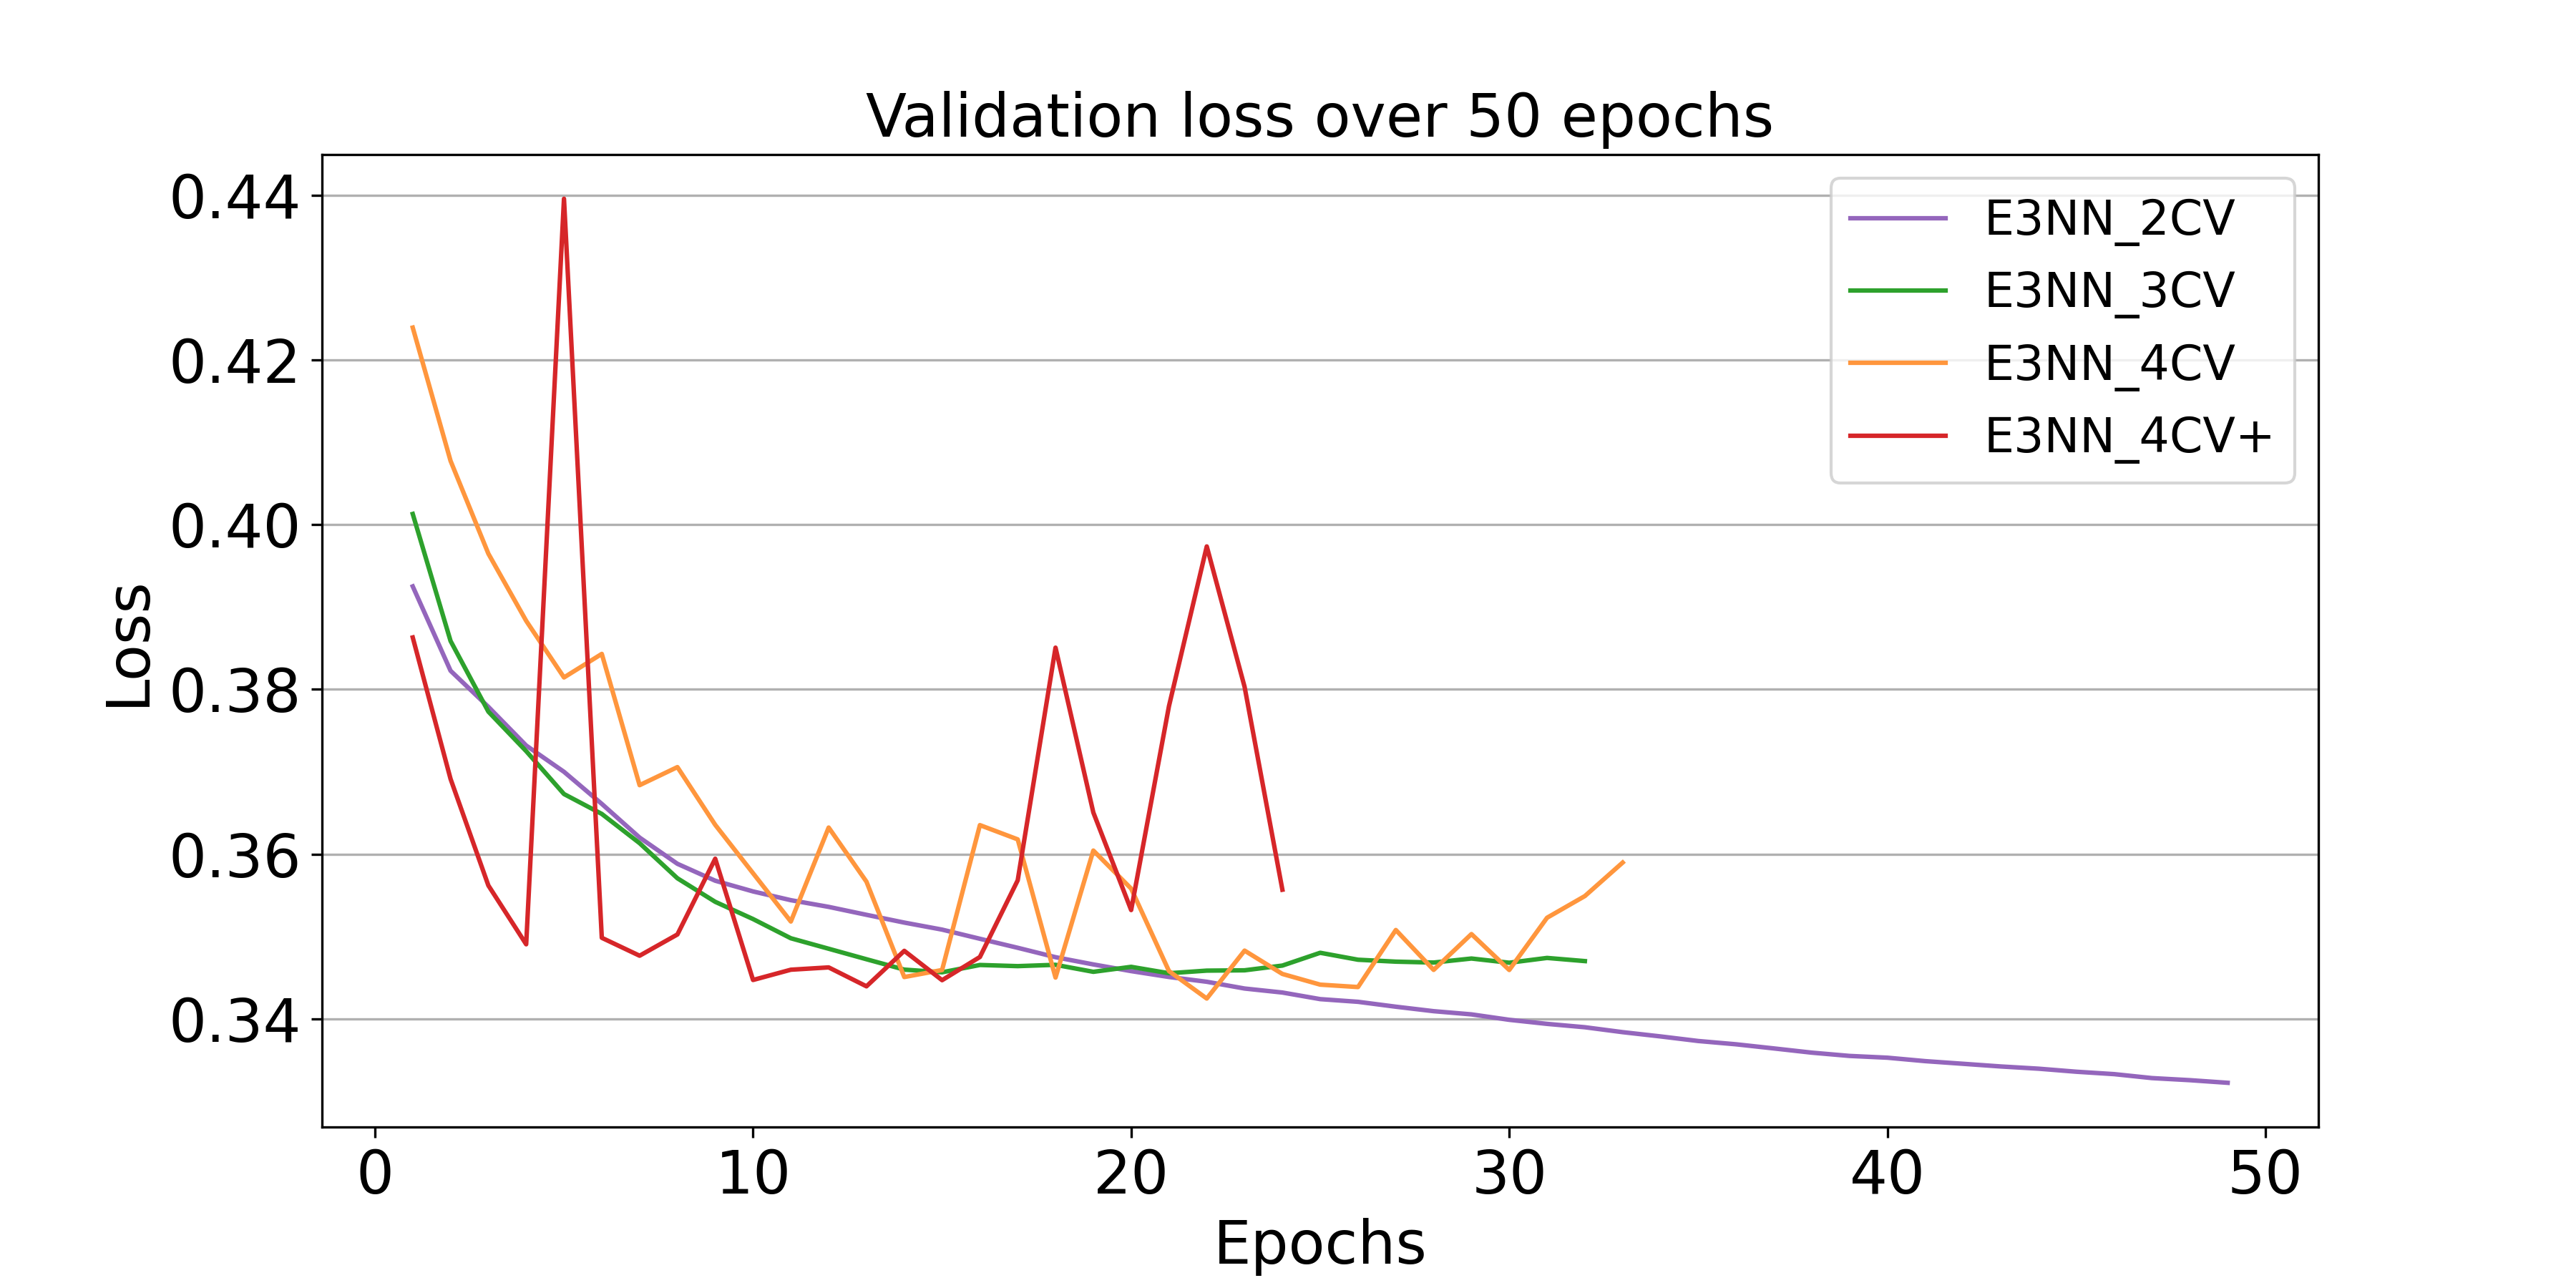 Validation loss over 50 epochs
0.44
0.42
0.40
0.38
0.36
0.34
Loss
E3NN_2CV
E3NN_3CV
E3NN_4CV
E3NN_4CV+
0 10 20 30 40 50
Epochs